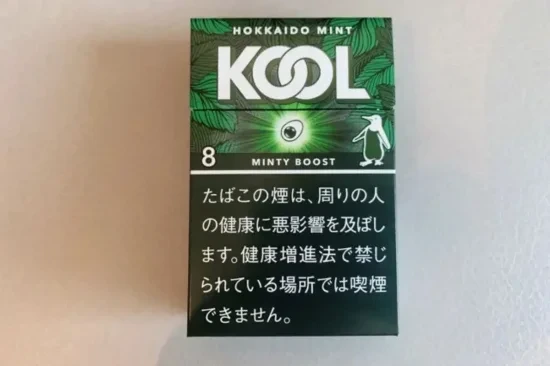 HOKKAIDO MINT
KOOL
8
MINTY BOOST
たばこの煙は、周りの人
の健康に悪影響を及ぼし
ます。健康増進法で禁じ
られている場所では喫煙
できません。